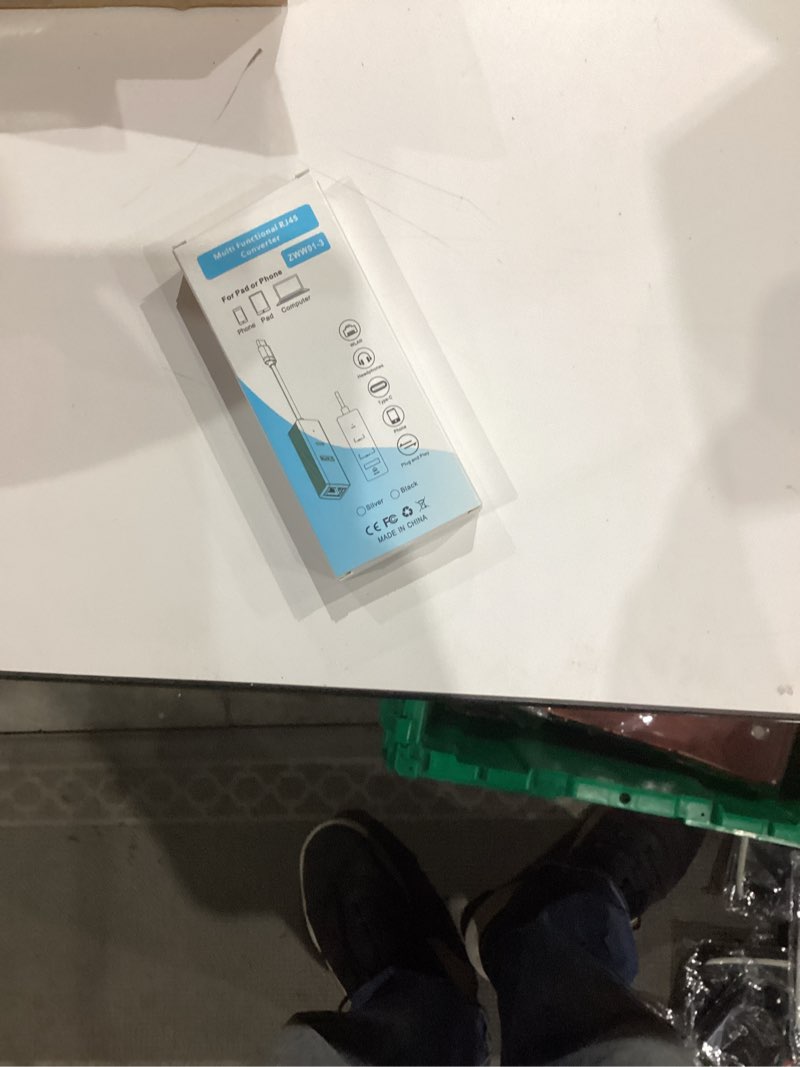 Multi Functional RJ45
Converter
ZWW01-3
For Pad or Phone
Phone
Pad
Computer
WLAN
Headphones
Type-C
Phone
Plug and Play
Silver
Black
CE FC
MADE IN CHINA